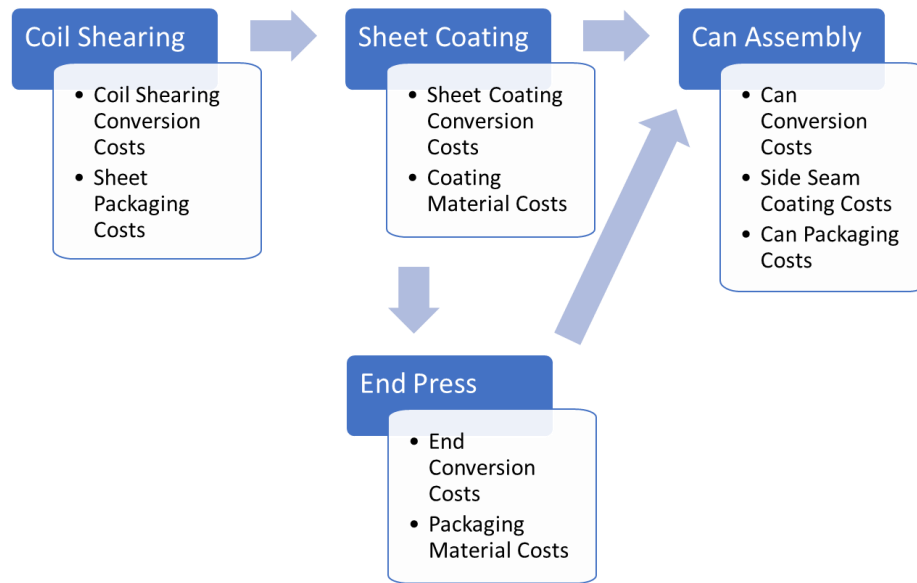 Coil Shearing
• Coil Shearing
Conversion
Costs
• Sheet
Packaging
Costs
Sheet Coating
• Sheet Coating
Conversion
Costs
• Coating
Material Costs
Can Assembly
• Can
Conversion
Costs
• Side Seam
Coating Costs
• Can Packaging
Costs
End Press
• End
Conversion
Costs
• Packaging
Material Costs